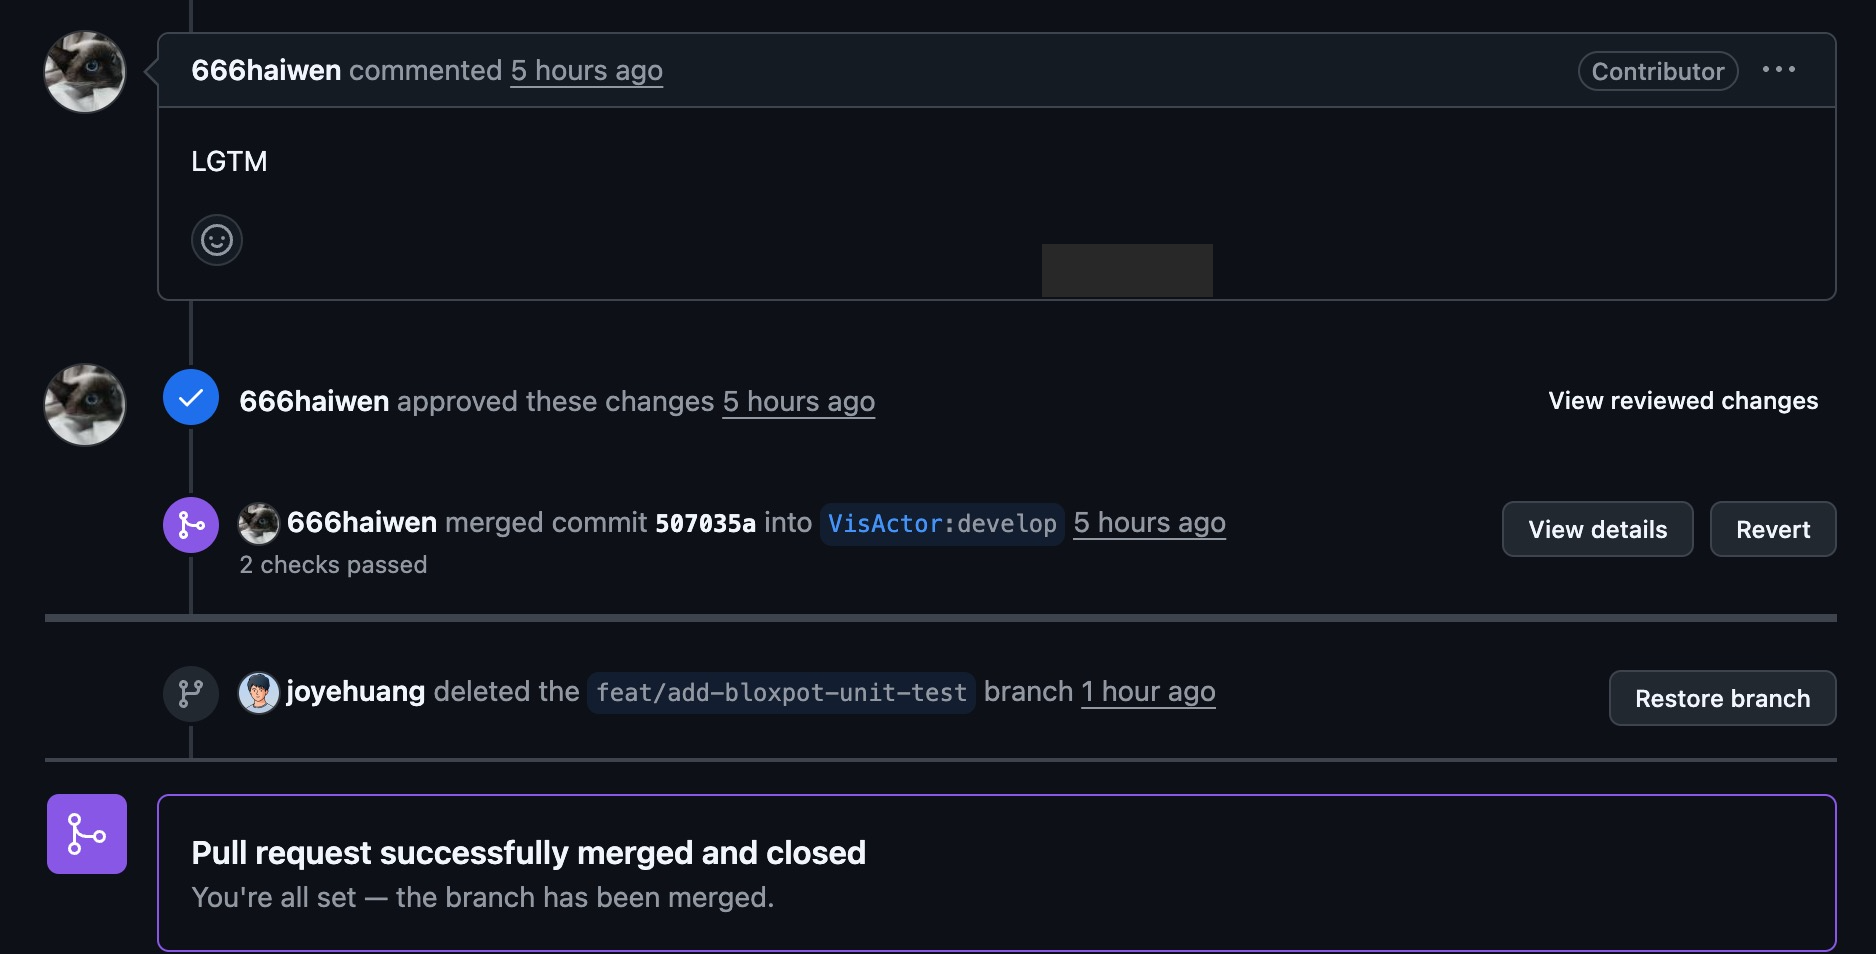 666haiwen commented 5 hours ago
Contributor
LGTM
666haiwen approved these changes 5 hours ago
View reviewed changes
666haiwen merged commit 507035a into VisActor:develop 5 hours ago
View details
Revert
2 checks passed
joyehuang deleted the feat/add-bloxpot-unit-test branch 1 hour ago
Restore branch
Pull request successfully merged and closed
You're all set — the branch has been merged.